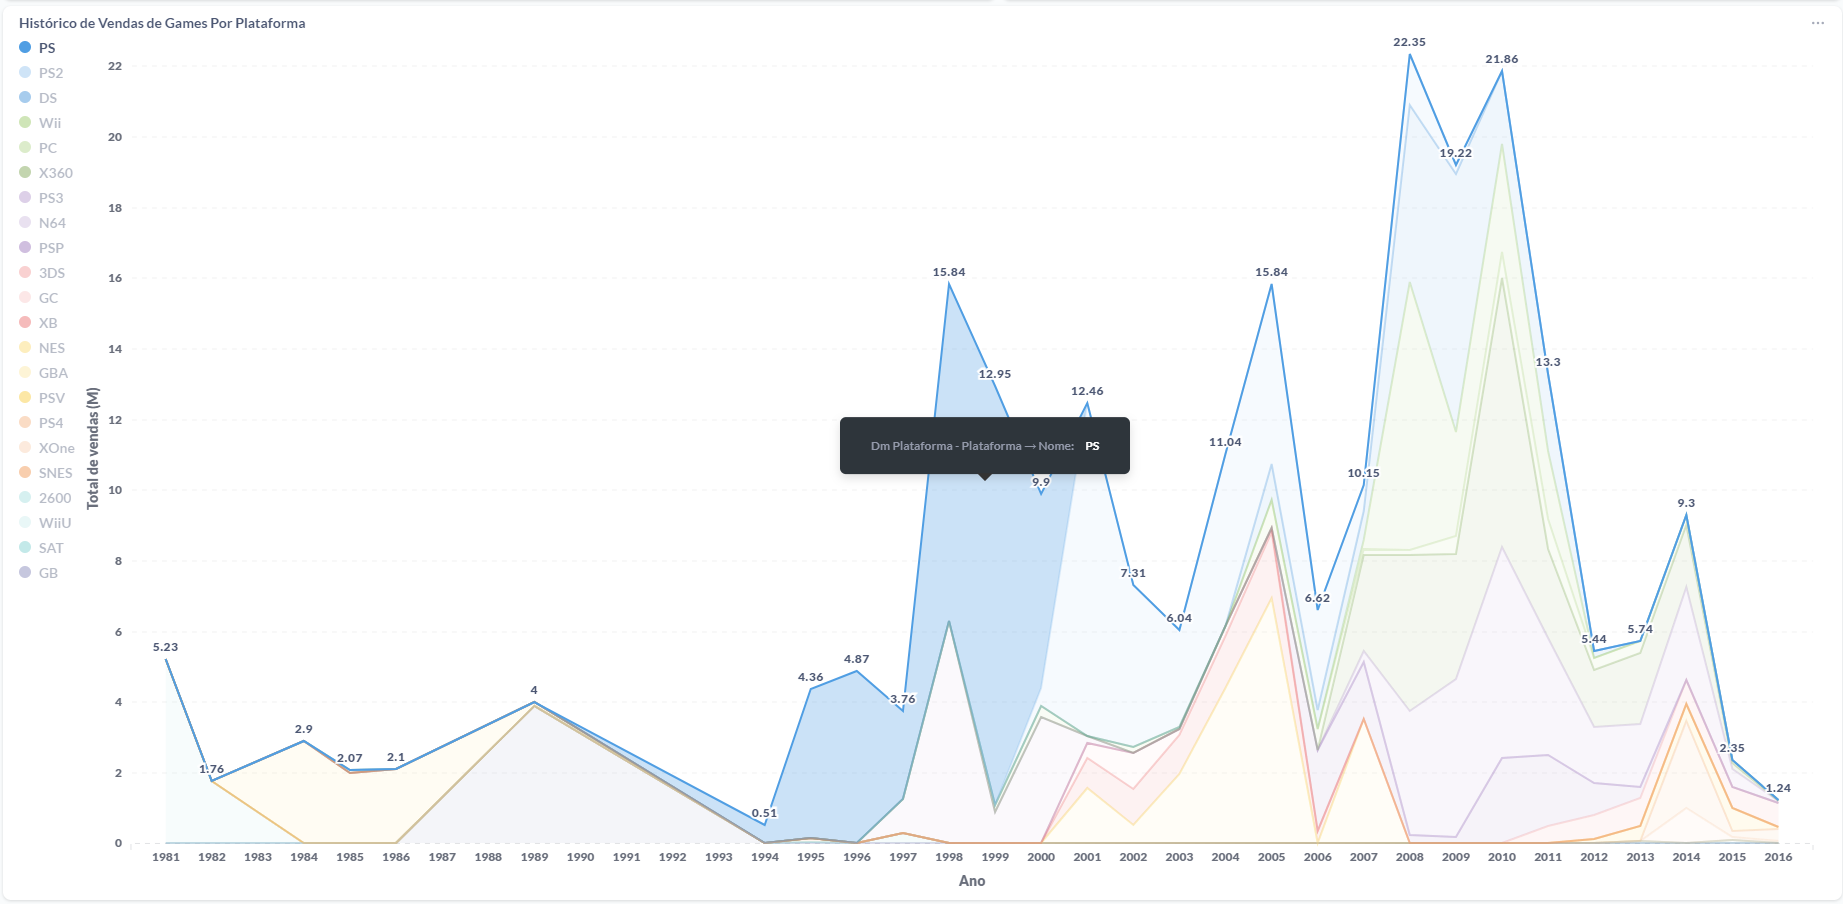 Histórico de Vendas de Games Por Plataforma
...
PS
PS2
DS
Wii
PC
X360
PS3
N64
PSP
3DS
GC
XB
NES
GBA
PSV
PS4
XOne
SNES
2600
WiiU
SAT
GB
Total de vendas (M)
22
20
18
16
14
12
10
8
6
4
2
0
5.23
1.76
2.9
2.07
2.1
4
0.51
4.36
4.87
3.76
15.84
12.95
9.9
12.46
7.31
6.04
11.04
15.84
6.62
10.15
22.35
19.22
21.86
13.3
5.44
5.74
9.3
2.35
1.24
Dm Plataforma - Plataforma → Nome: PS
1981 1982 1983 1984 1985 1986 1987 1988 1989 1990 1991 1992 1993 1994 1995 1996 1997 1998 1999 2000 2001 2002 2003 2004 2005 2006 2007 2008 2009 2010 2011 2012 2013 2014 2015 2016
Ano